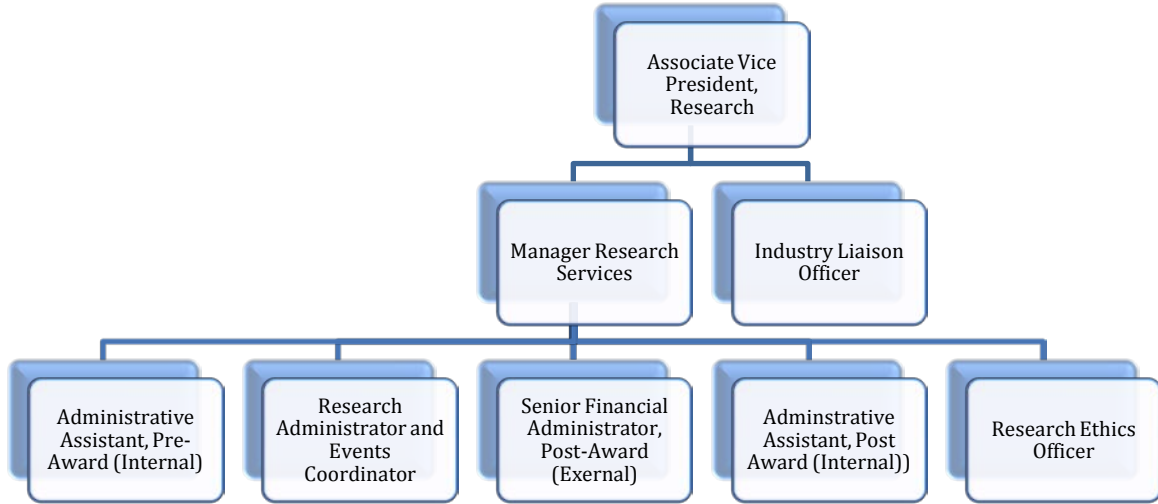 Associate Vice
President,
Research
Manager Research
Services
Industry Liaison
Officer
Administrative
Assistant, Pre-
Award (Internal)
Research
Administrator and
Events
Coordinator
Senior Financial
Administrator,
Post-Award
(Exernal)
Adminstrative
Assistant, Post
Award (Internal))
Research Ethics
Officer